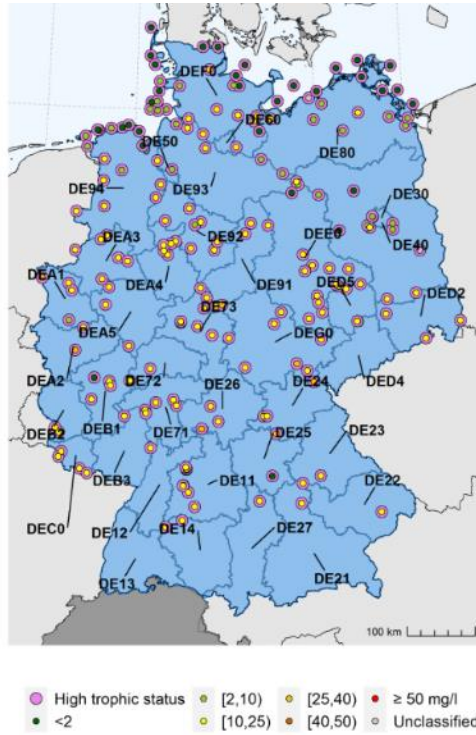 DEF0
DE60
DE80
DE50
DE94
DE93
DE30
DE92
DEE0
DE40
DEA3
DEA1
DEA4
DE91
DED5
DED2
DE73
DEA5
DEG0
DEA2
DE72
DE26
DE24
DED4
DEB2
DEB1
DE71
DE25
DE23
DEB3
DE11
DE22
DEC0
DE12
DE14
DE27
DE13
DE21
100 km
High trophic status [2,10) [25,40) ≥ 50 mg/l
<2 [10,25) [40,50) Unclassified